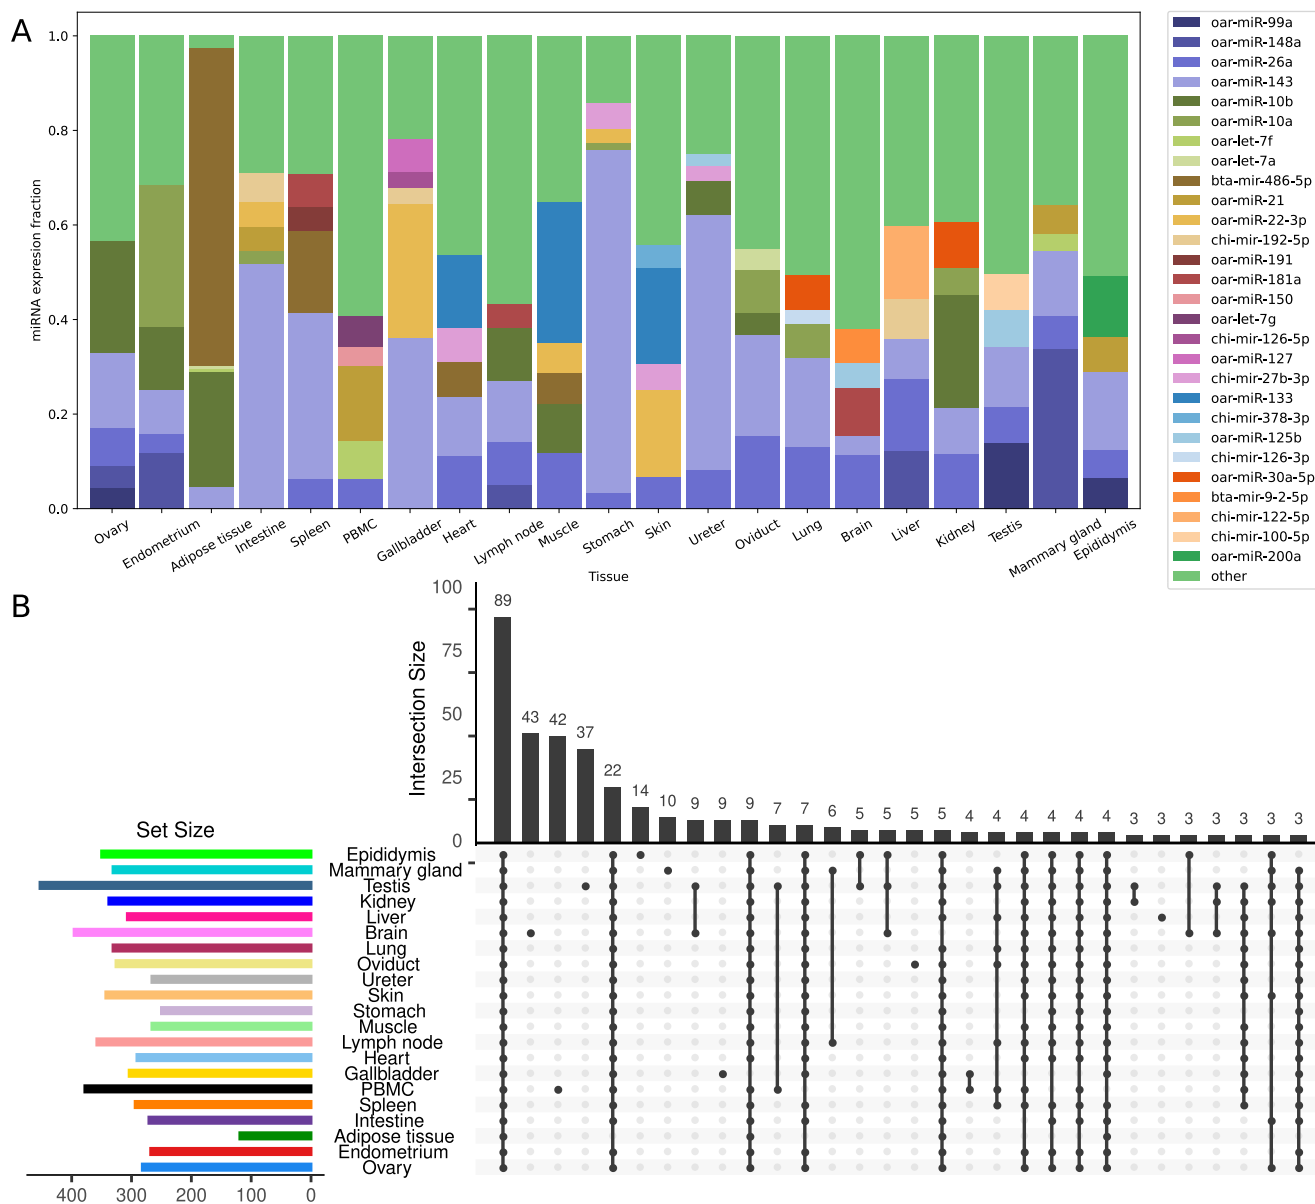 A
1.0
0.8
0.6
0.4
0.2
0.0
miRNA expresion fraction
Ovary
Endometrium
Adipose tissue
Intestine
Spleen
PBMC
Gallbladder
Heart
Lymph node
Muscle
Stomach
Skin
Ureter
Oviduct
Lung
Brain
Liver
Kidney
Testis
Mammary gland
Epididymis
Tissue
oar-miR-99a
oar-miR-148a
oar-miR-26a
oar-miR-143
oar-miR-10b
oar-miR-10a
oar-let-7f
oar-let-7a
bta-mir-486-5p
oar-miR-21
oar-miR-22-3p
chi-mir-192-5p
oar-miR-191
oar-miR-181a
oar-miR-150
oar-let-7g
chi-mir-126-5p
oar-miR-127
chi-mir-27b-3p
oar-miR-133
chi-mir-378-3p
oar-miR-125b
chi-mir-126-3p
oar-miR-30a-5p
bta-mir-9-2-5p
chi-mir-122-5p
chi-mir-100-5p
oar-miR-200a
other
B
100
75
50
25
0
Intersection Size
89 43 42 37 22 14 10 9 9 9 7 7 6 5 5 5 5 4 4 4 4 4 4 3 3 3 3 3 3 3
Set Size
Epididymis
Mammary gland
Testis
Kidney
Liver
Brain
Lung
Oviduct
Ureter
Skin
Stomach
Muscle
Lymph node
Heart
Gallbladder
PBMC
Spleen
Intestine
Adipose tissue
Endometrium
Ovary
400 300 200 100 0